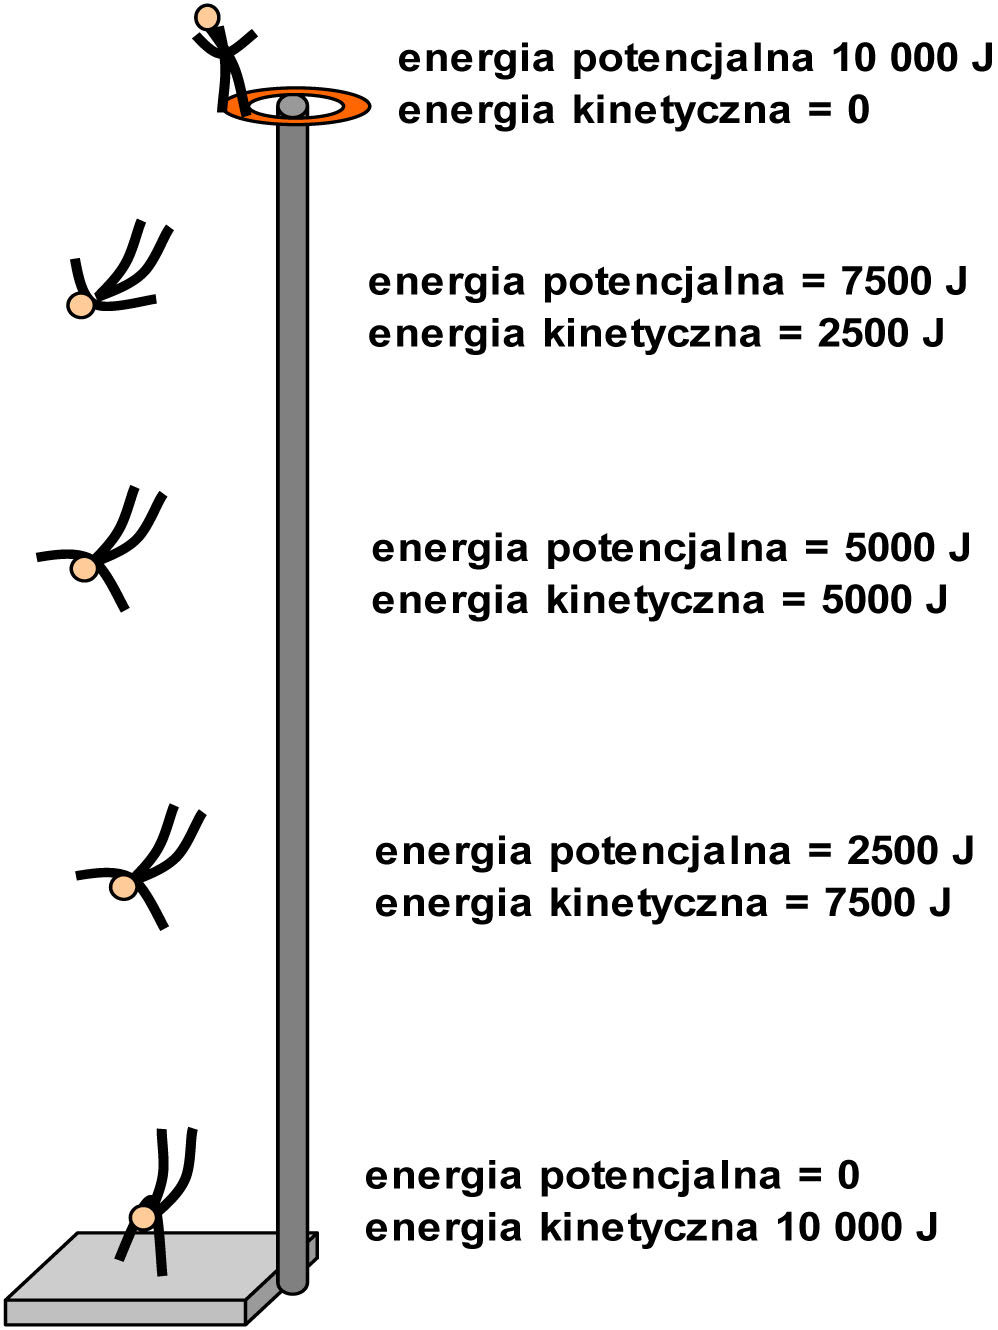 energia potencjalna 10 000 J
energia kinetyczna = 0
energia potencjalna = 7500 J
energia kinetyczna = 2500 J
energia potencjalna = 5000 J
energia kinetyczna = 5000 J
energia potencjalna = 2500 J
energia kinetyczna = 7500 J
energia potencjalna = 0
energia kinetyczna 10 000 J